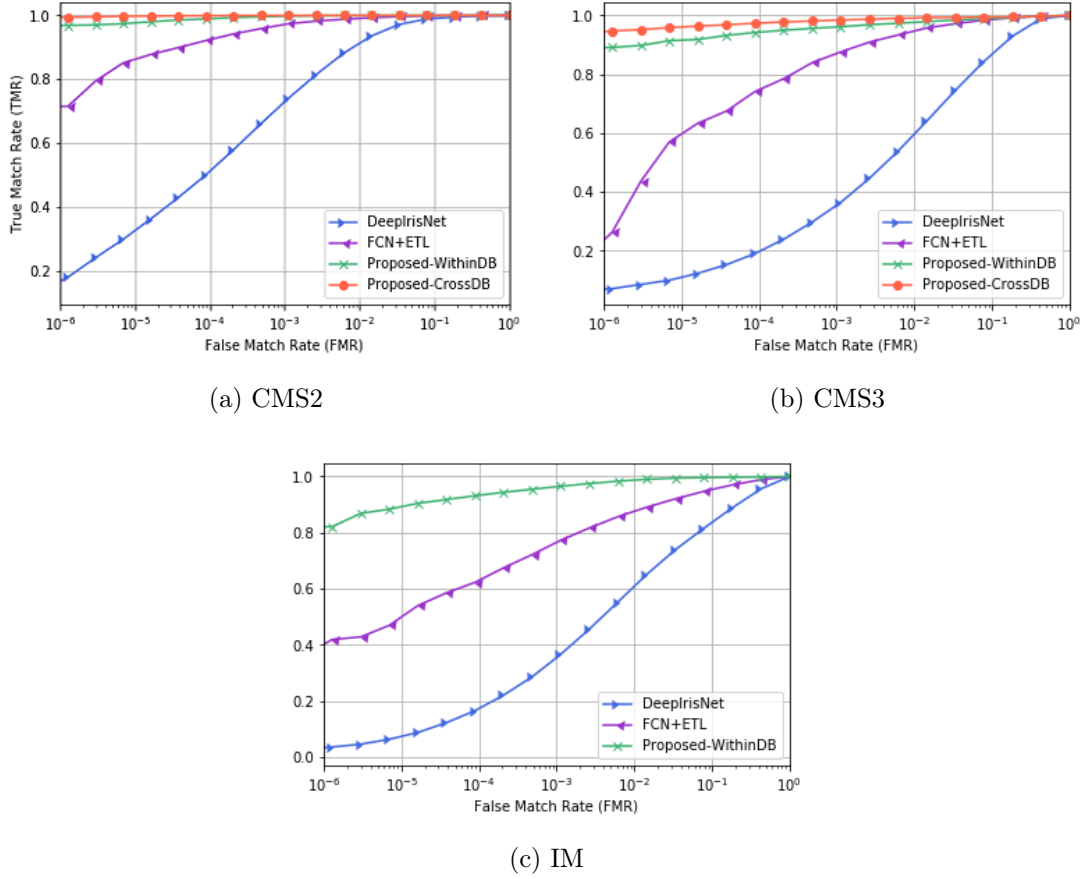 1.0
0.8
0.6
0.4
0.2
True Match Rate (TMR)
DeepIrisNet
FCN+ETL
Proposed-WithinDB
Proposed-CrossDB
10⁻⁶ 10⁻⁵ 10⁻⁴ 10⁻³ 10⁻² 10⁻¹ 10⁰
False Match Rate (FMR)
(a) CMS2
1.0
0.8
0.6
0.4
0.2
DeepIrisNet
FCN+ETL
Proposed-WithinDB
Proposed-CrossDB
10⁻⁶ 10⁻⁵ 10⁻⁴ 10⁻³ 10⁻² 10⁻¹ 10⁰
False Match Rate (FMR)
(b) CMS3
1.0
0.8
0.6
0.4
0.2
0.0
DeepIrisNet
FCN+ETL
Proposed-WithinDB
10⁻⁶ 10⁻⁵ 10⁻⁴ 10⁻³ 10⁻² 10⁻¹ 10⁰
False Match Rate (FMR)
(c) IM